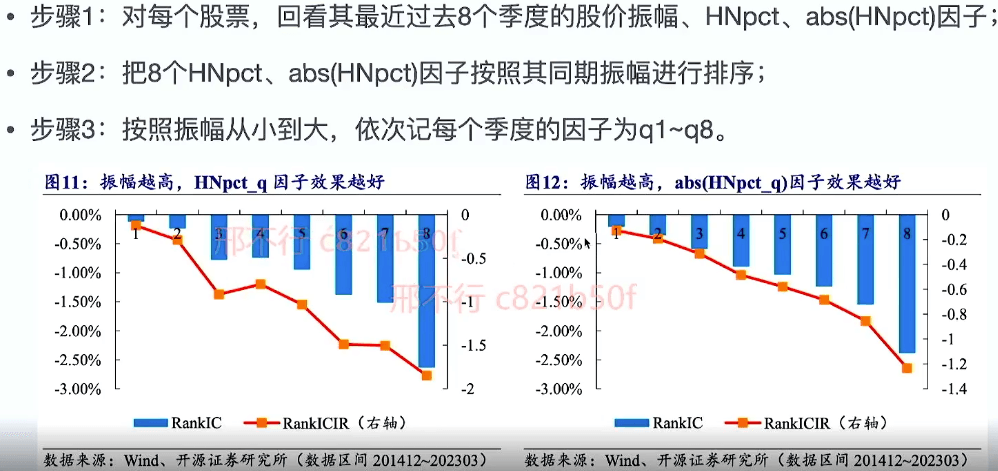 • 步骤1：对每个股票，回看其最近过去8个季度的股价振幅、HNpct、abs(HNpct)因子；
• 步骤2：把8个HNpct、abs(HNpct)因子按照其同期振幅进行排序；
• 步骤3：按照振幅从小到大，依次记每个季度的因子为q1~q8。
图11：振幅越高，HNpct_q 因子效果越好
0.00%
-0.50%
-1.00%
-1.50%
-2.00%
-2.50%
-3.00%
1 2 3 4 5 6 7 8
0
-0.5
-1
-1.5
-2
RankIC RankICIR（右轴）
数据来源：Wind、开源证券研究所（数据区间 201412~202303）
图12：振幅越高，abs(HNpct_q)因子效果越好
0.00%
-0.50%
-1.00%
-1.50%
-2.00%
-2.50%
-3.00%
1 2 3 4 5 6 7 8
0
-0.2
-0.4
-0.6
-0.8
-1
-1.2
-1.4
RankIC RankICIR（右轴）
数据来源：Wind、开源证券研究所（数据区间 201412~202303）
邢不行 c821b50f
邢不行 c821b50f